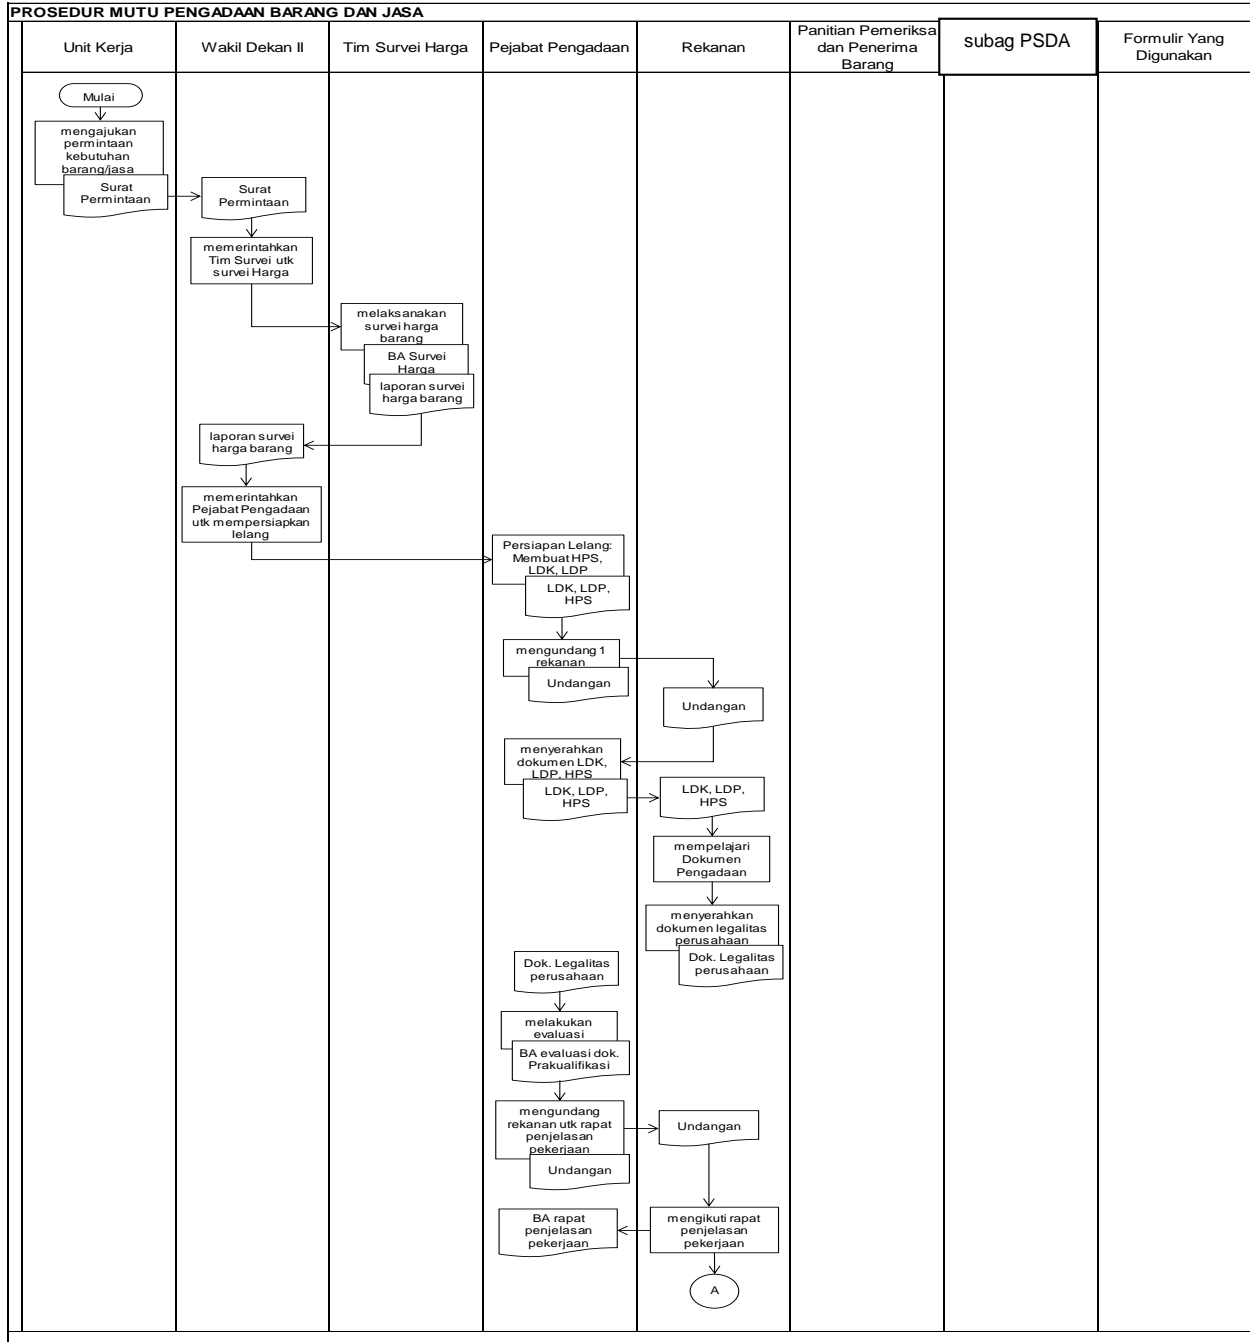 PROSEDUR MUTU PENGADAAN BARANG DAN JASA
Unit Kerja
Wakil Dekan II
Tim Survei Harga
Pejabat Pengadaan
Rekanan
Panitian Pemeriksa
dan Penerima
Barang
subag PSDA
Formulir Yang
Digunakan
Mulai
mengajukan
permintaan
kebutuhan
barang/jasa
Surat
Permintaan
Surat
Permintaan
memerintahkan
Tim Survei utk
survei Harga
melaksanakan
survei harga
barang
BA Survei
Harga
laporan survei
harga barang
laporan survei
harga barang
memerintahkan
Pejabat Pengadaan
utk mempersiapkan
lelang
Persiapan Lelang:
Membuat HPS,
LDK, LDP
LDK, LDP,
HPS
mengundang 1
rekanan
Undangan
Undangan
menyerahkan
dokumen LDK,
LDP, HPS
LDK, LDP,
HPS
LDK, LDP,
HPS
mempelajari
Dokumen
Pengadaan
menyerahkan
dokumen legalitas
perusahaan
Dok. Legalitas
perusahaan
Dok. Legalitas
perusahaan
melakukan
evaluasi
BA evaluasi dok.
Prakualifikasi
mengundang
rekanan utk rapat
penjelasan
pekerjaan
Undangan
Undangan
BA rapat
penjelasan
pekerjaan
mengikuti rapat
penjelasan
pekerjaan
A